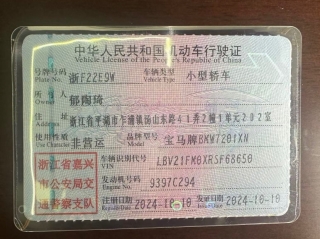 中华人民共和国机动车行驶证
Vehicle License of the People's Republic of China
号牌号码 浙F22E9W 车辆类型 小型轿车
Plate No. Vehicle Type
所有人 郁陶琦
Owner
住址 浙江省平湖市乍浦镇汤山东路41弄2幢1单元202室
Address
使用性质 非营运 品牌型号 宝马牌BMW7201XN
Use Character Model
浙江省嘉兴 车辆识别代号 LBV21FM0XRSF68650
VIN
市公安局交 发动机号码 9397C294
Engine No.
通警察支队 注册日期 2024-10-10 发证日期 2024-10-10
Register Date Issue Date